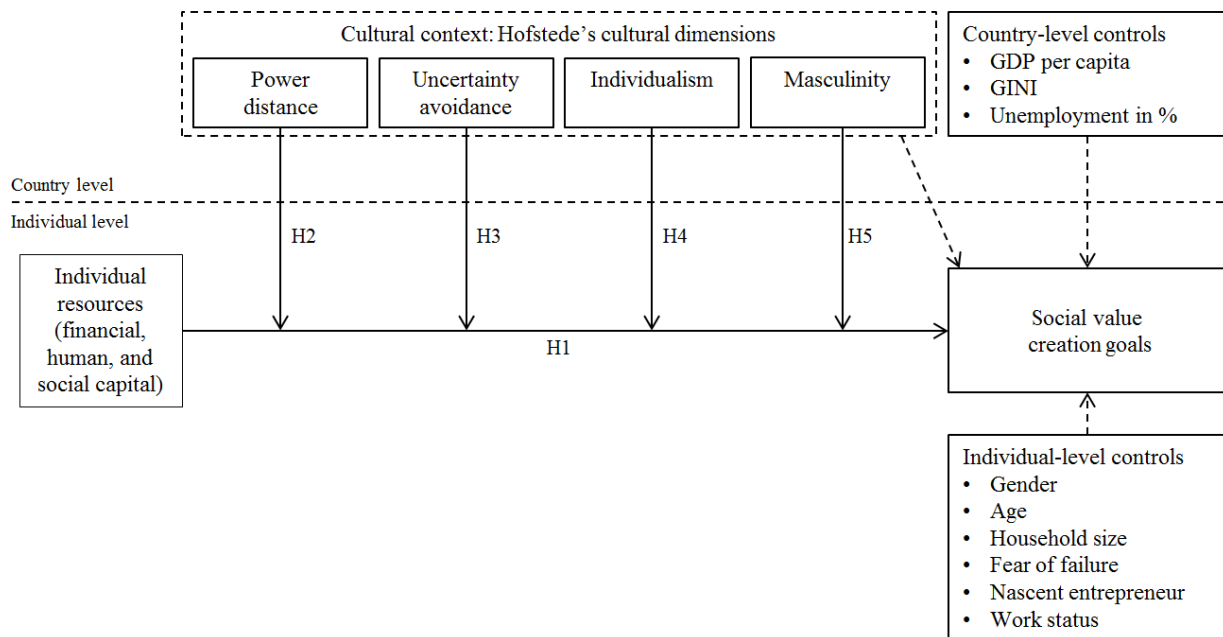 Cultural context: Hofstede's cultural dimensions
Power
distance
Uncertainty
avoidance
Individualism
Masculinity
Country-level controls
• GDP per capita
• GINI
• Unemployment in %
Country level
Individual level
H2
H3
H4
H5
Individual
resources
(financial,
human, and
social capital)
H1
Social value
creation goals
Individual-level controls
• Gender
• Age
• Household size
• Fear of failure
• Nascent entrepreneur
• Work status